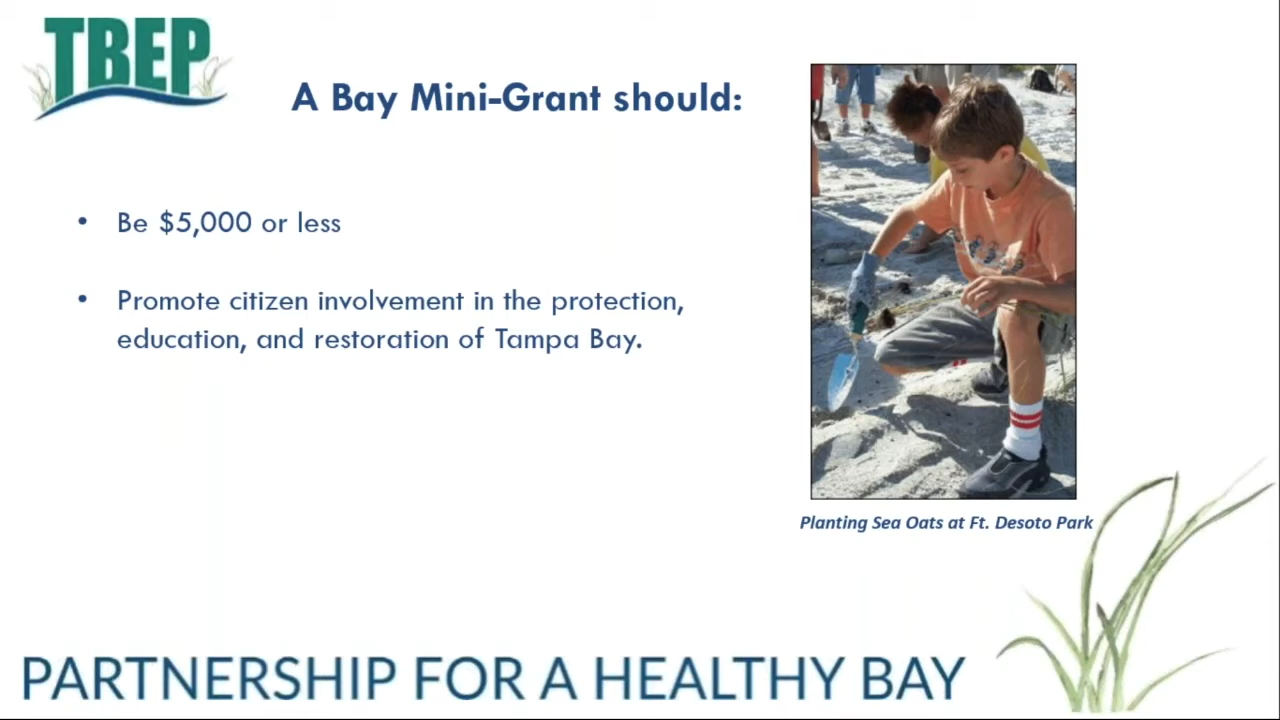 TBEP
A Bay Mini-Grant should:
• Be $5,000 or less
• Promote citizen involvement in the protection,
education, and restoration of Tampa Bay.
Planting Sea Oats at Ft. Desoto Park
PARTNERSHIP FOR A HEALTHY BAY